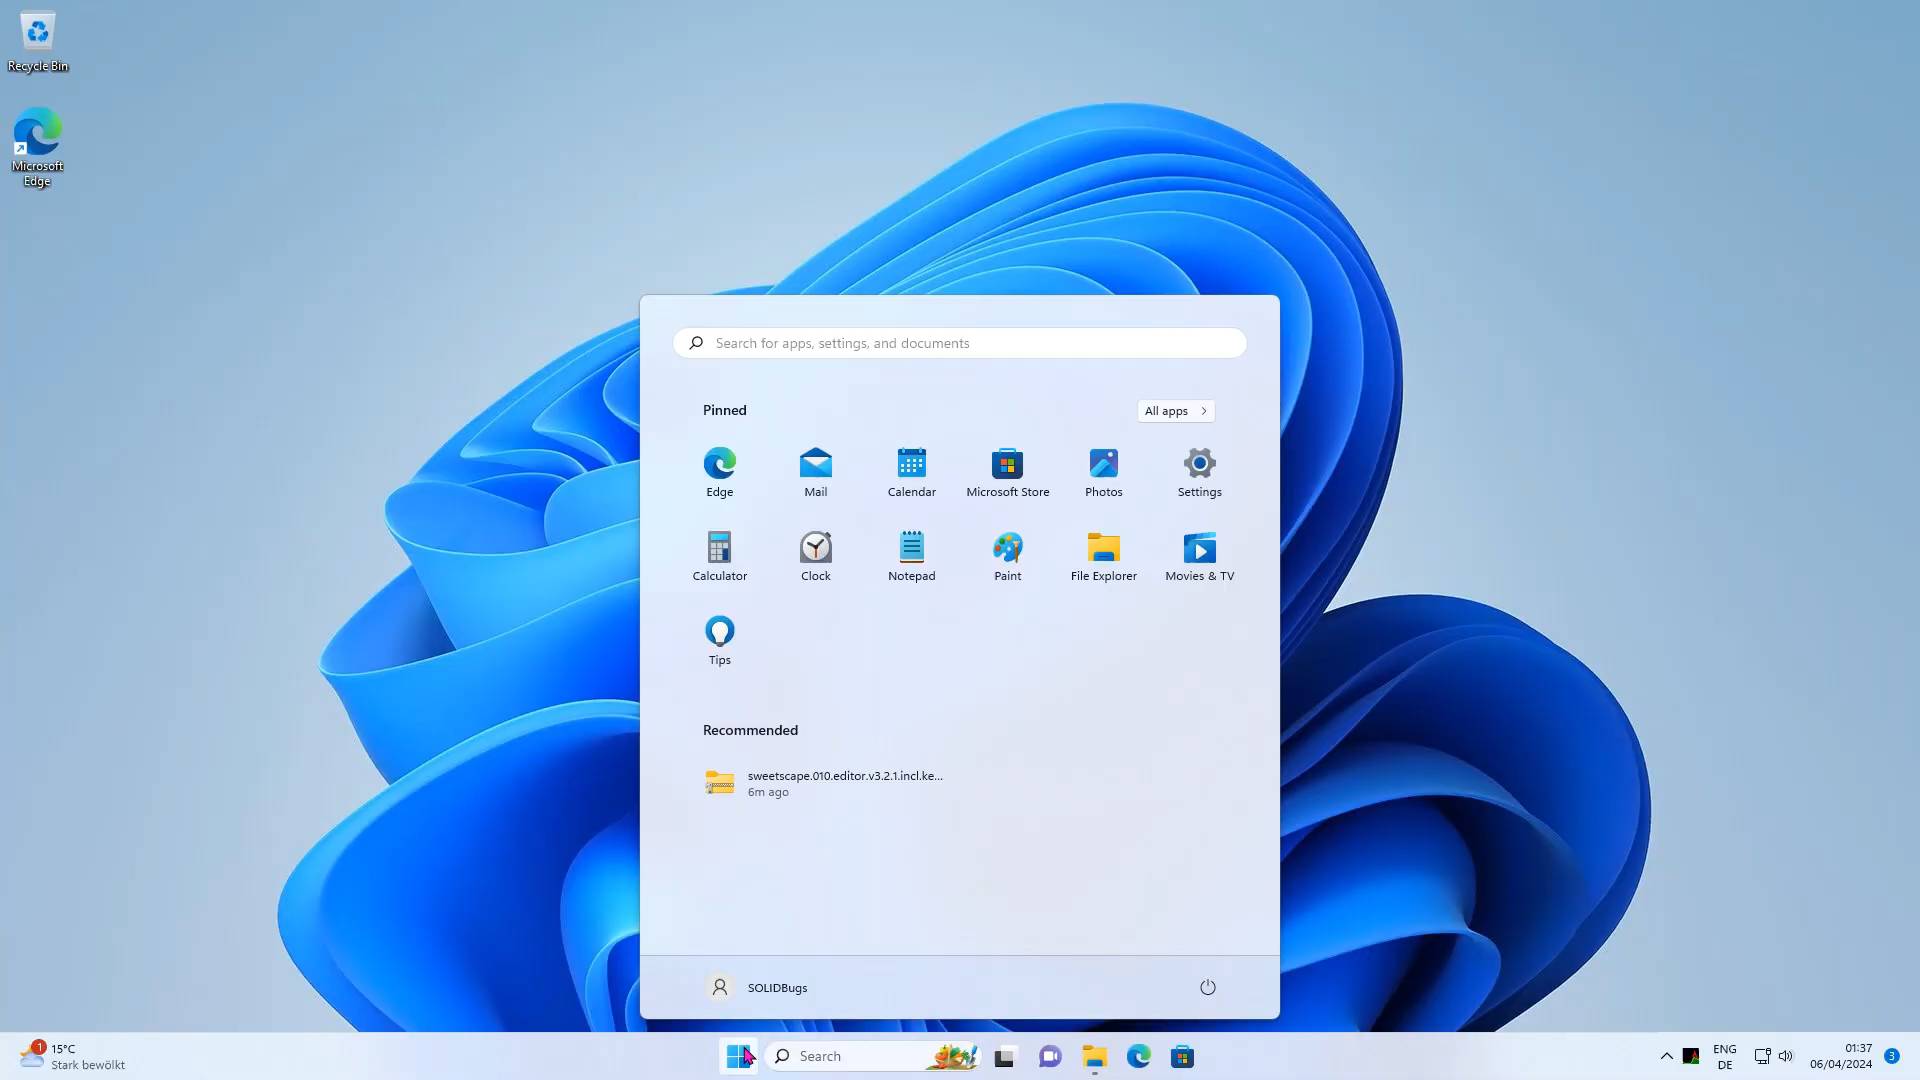 Recycle Bin
Microsoft
Edge
Search for apps, settings, and documents
Pinned
All apps
Edge
Mail
Calendar
Microsoft Store
Photos
Settings
Calculator
Clock
Notepad
Paint
File Explorer
Movies & TV
Tips
Recommended
sweetscape.010.editor.v3.2.1.incl.ke...
6m ago
SOLIDBugs
1
15°C
Stark bewölkt
Search
ENG
DE
01:37
06/04/2024
3